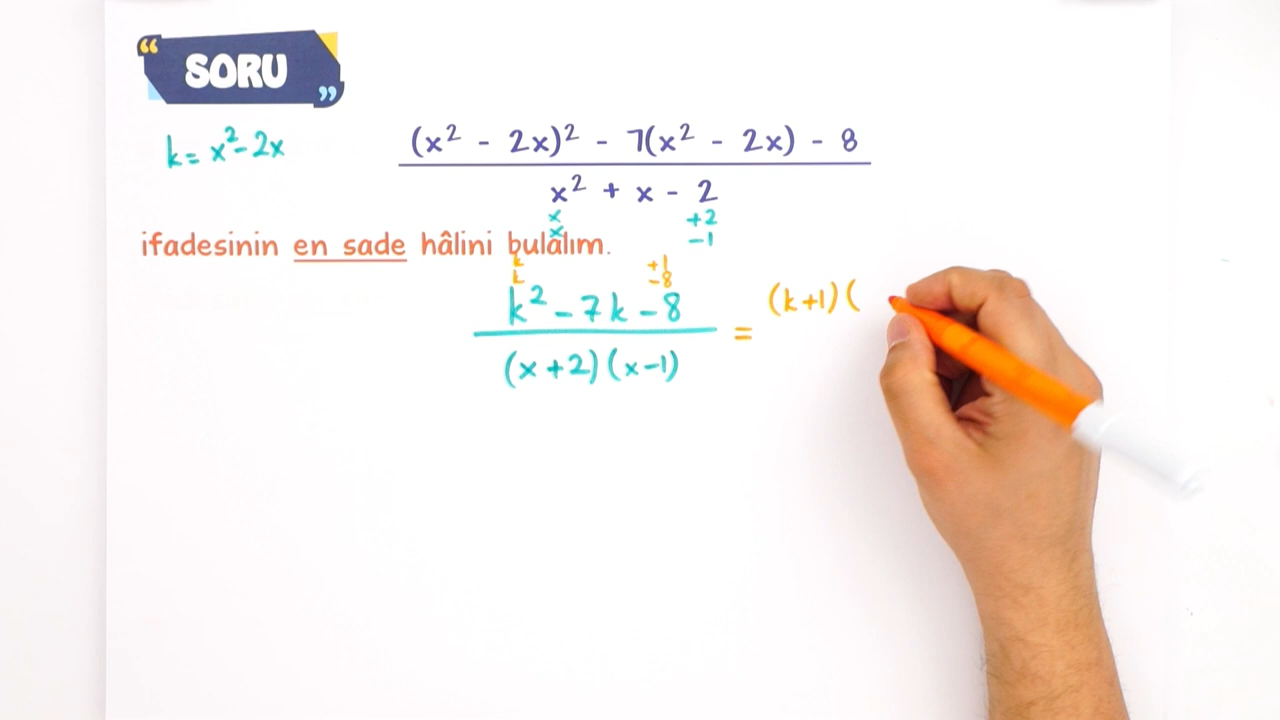 “ SORU ”
k = x² - 2x
(x² - 2x)² - 7(x² - 2x) - 8
x² + x - 2
x +2
x -1
ifadesinin en sade hâlini bulalım.
k +1
k -8
k² - 7k - 8
(x + 2)(x - 1)
= (k + 1)(